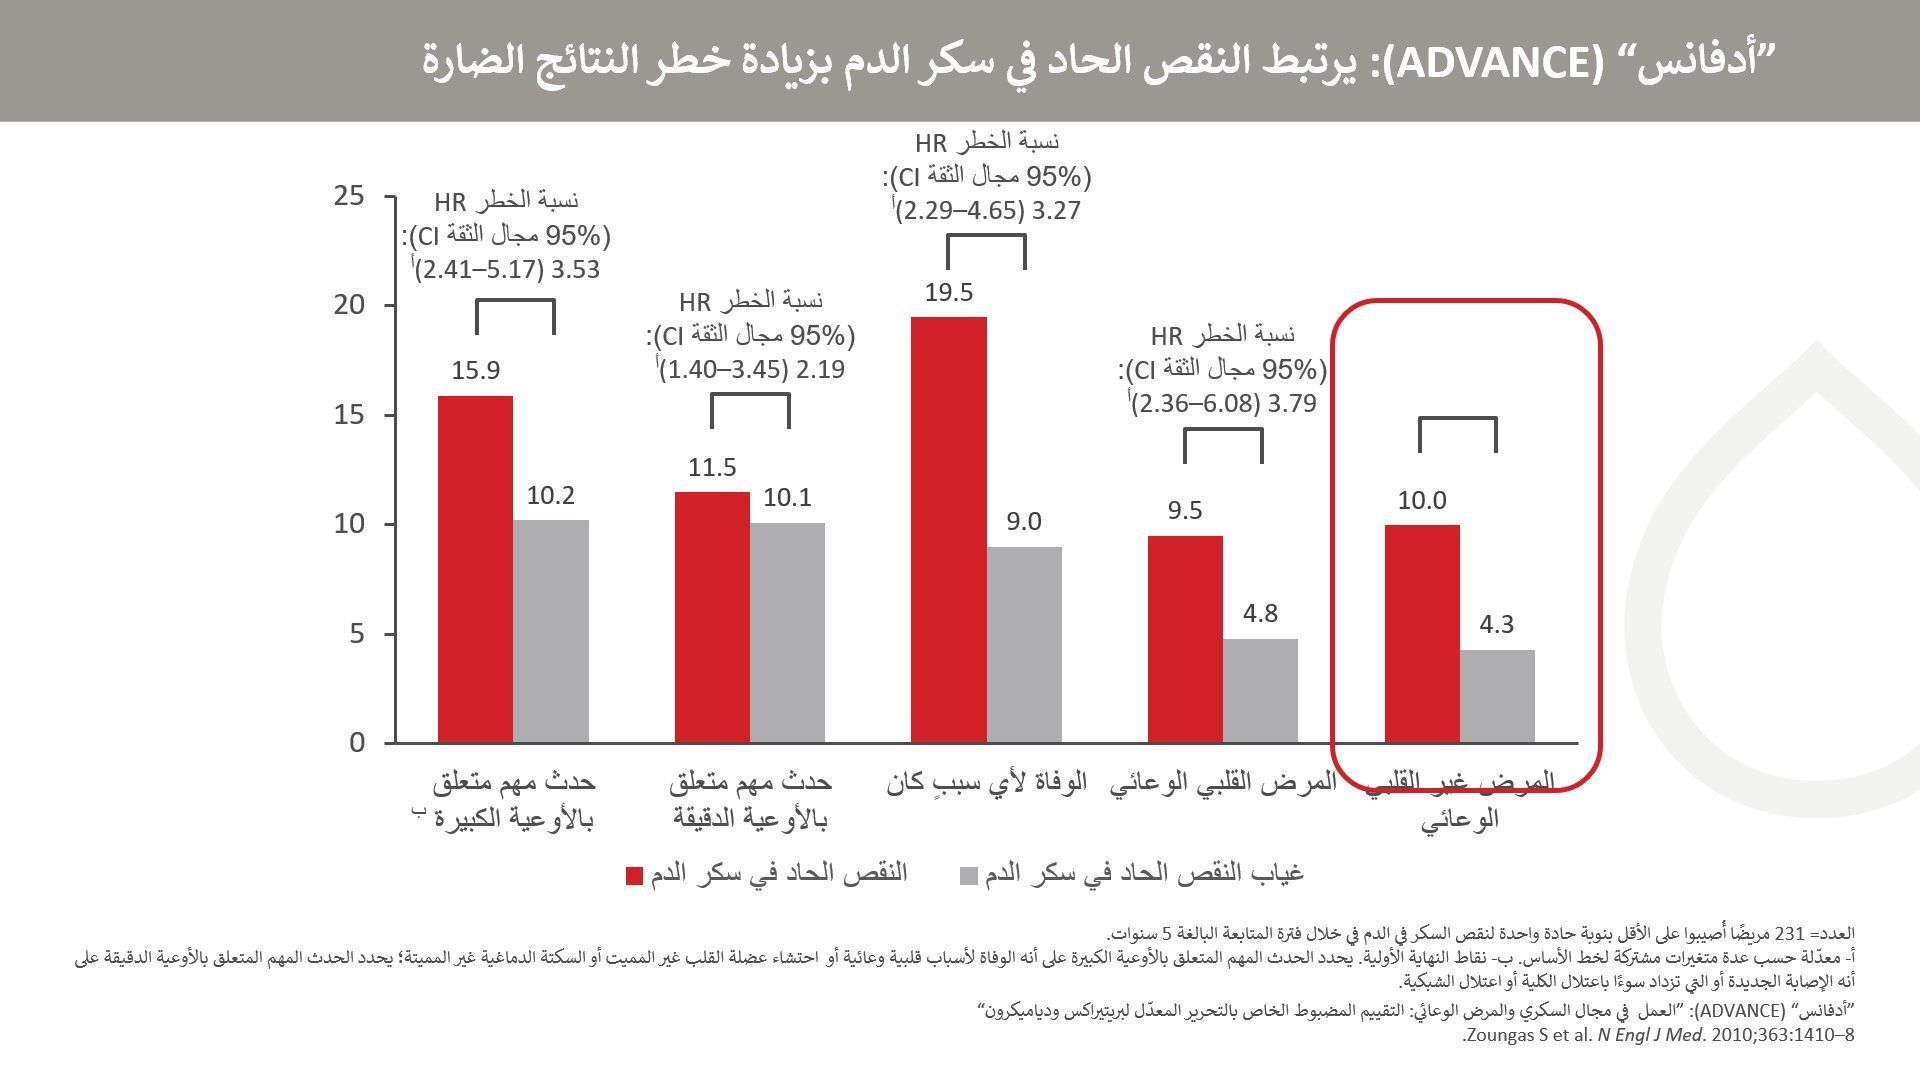 ”أدفانس“ (ADVANCE): يرتبط النقص الحاد في سكر الدم بزيادة خطر النتائج الضارة
نسبة الخطر HR
(95% مجال الثقة CI):
3.53 (2.41–5.17)أ
نسبة الخطر HR
(95% مجال الثقة CI):
2.19 (1.40–3.45)أ
نسبة الخطر HR
(95% مجال الثقة CI):
3.27 (2.29–4.65)أ
نسبة الخطر HR
(95% مجال الثقة CI):
3.79 (2.36–6.08)أ
25
20
15
10
5
0
15.9
10.2
11.5
10.1
19.5
9.0
9.5
4.8
10.0
4.3
حدث مهم متعلق
بالأوعية الكبيرة ب
حدث مهم متعلق
بالأوعية الدقيقة
الوفاة لأي سببٍ كان
المرض القلبي الوعائي
المرض غير القلبي
الوعائي
النقص الحاد في سكر الدم
غياب النقص الحاد في سكر الدم
العدد= 231 مريضًا أُصيبوا على الأقل بنوبة حادة واحدة لنقص السكر في الدم في خلال فترة المتابعة البالغة 5 سنوات.
أ- معدّلة حسب عدة متغيرات مشتركة لخط الأساس. ب- نقاط النهاية الأولية. يحدد الحدث المهم المتعلق بالأوعية الكبيرة على أنه الوفاة لأسباب قلبية وعائية أو احتشاء عضلة القلب غير المميت أو السكتة الدماغية غير المميتة؛ يحدد الحدث المهم المتعلق بالأوعية الدقيقة على
أنه الإصابة الجديدة أو التي تزداد سوءًا باعتلال الكلية أو اعتلال الشبكية.
”أدفانس“ (ADVANCE): ”العمل في مجال السكري والمرض الوعائي: التقييم المضبوط الخاص بالتحرير المعدّل لبريتيراكس ودياميكرون“
Zoungas S et al. N Engl J Med. 2010;363:1410–8.